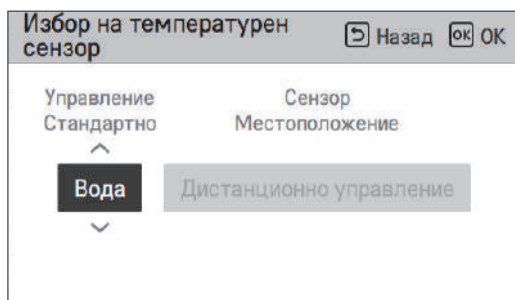 Избор на температурен
сензор
Назад OK OK
Управление
Стандартно
Сензор
Местоположение
Вода
Дистанционно управление